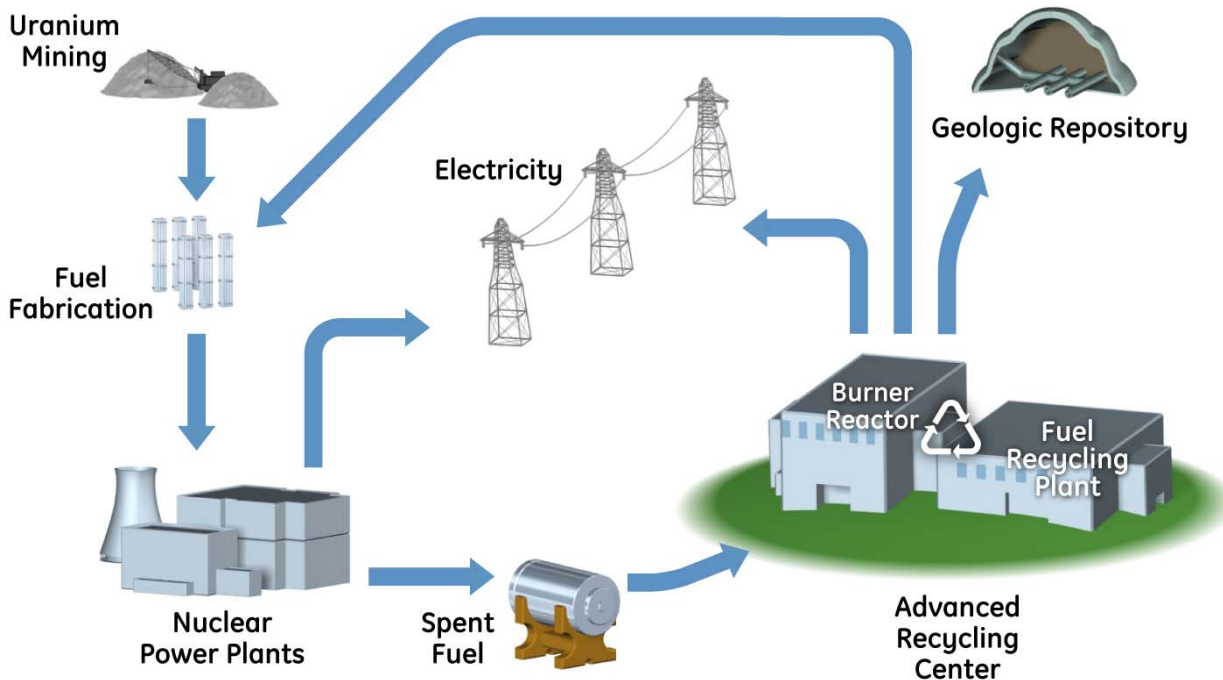 Uranium
Mining
Geologic Repository
Electricity
Fuel
Fabrication
Burner
Reactor
Fuel
Recycling
Plant
Nuclear
Power Plants
Spent
Fuel
Advanced
Recycling
Center